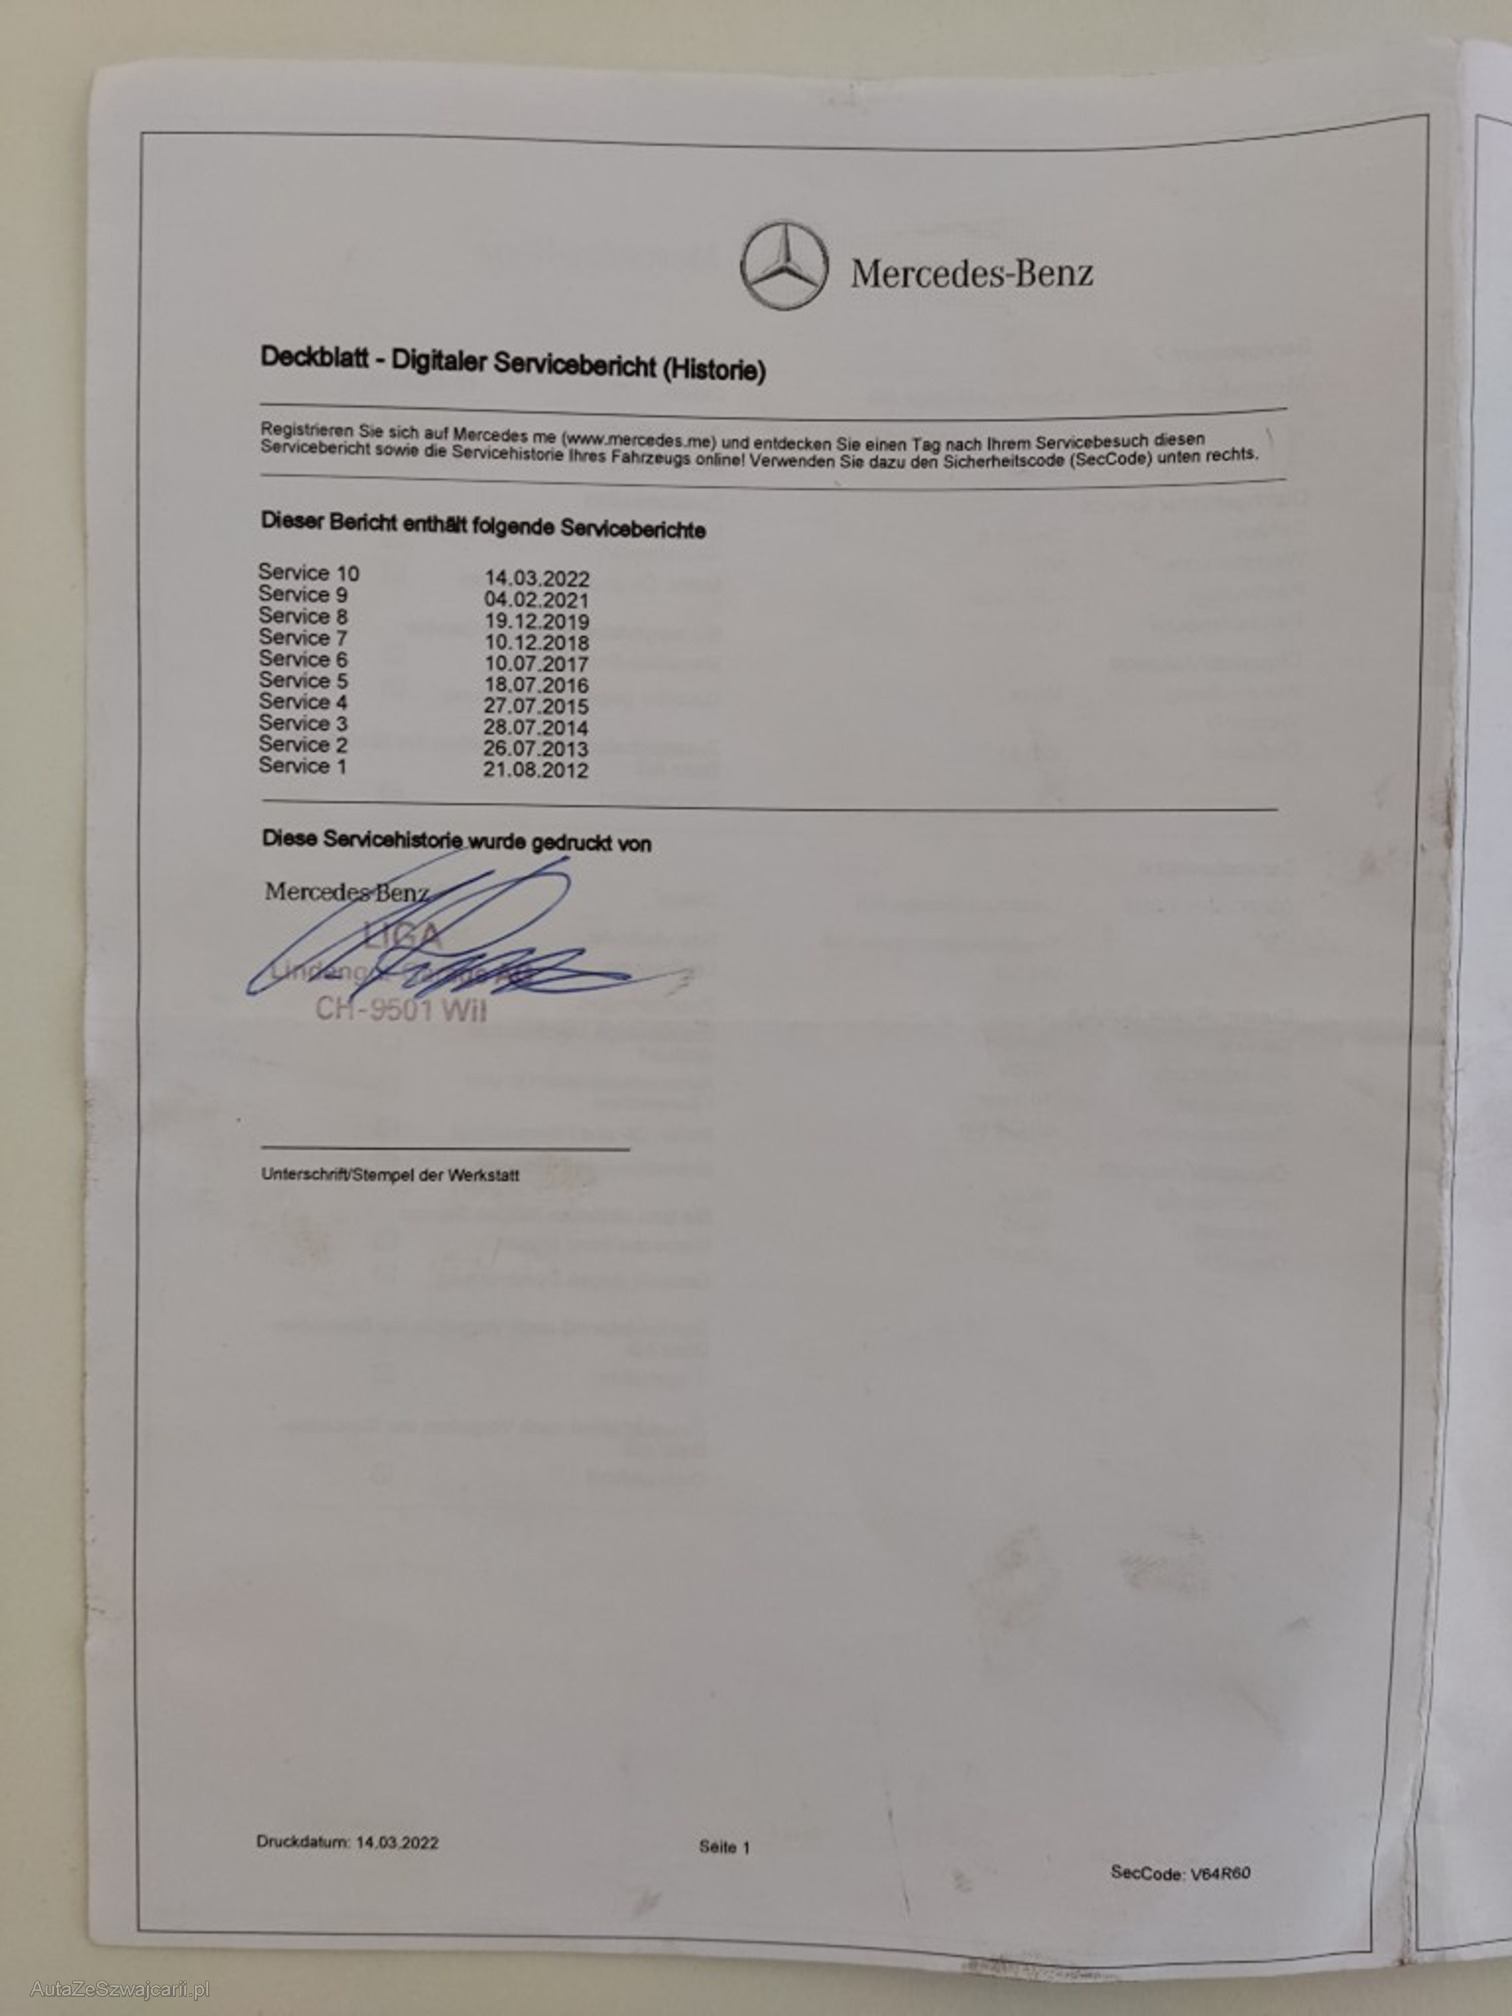 Mercedes-Benz
Deckblatt - Digitaler Servicebericht (Historie)
Registrieren Sie sich auf Mercedes me (www.mercedes.me) und entdecken Sie einen Tag nach Ihrem Servicebesuch diesen
Servicebericht sowie die Servicehistorie Ihres Fahrzeugs online! Verwenden Sie dazu den Sicherheitscode (SecCode) unten rechts.
Dieser Bericht enthält folgende Serviceberichte
Service 10 14.03.2022
Service 9 04.02.2021
Service 8 19.12.2019
Service 7 10.12.2018
Service 6 10.07.2017
Service 5 18.07.2016
Service 4 27.07.2015
Service 3 28.07.2014
Service 2 26.07.2013
Service 1 21.08.2012
Diese Servicehistorie wurde gedruckt von
Mercedes-Benz
LIGA
CH-9501 Wil
Unterschrift/Stempel der Werkstatt
Druckdatum: 14.03.2022
Seite 1
SecCode: V64R60
AutaZeSzwajcarii.pl